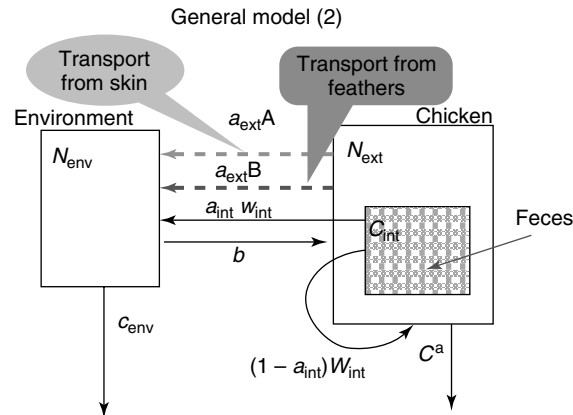 General model (2)
Transport
from skin
Transport from
feathers
a_ext A
Environment
Chicken
N_env
N_ext
a_ext B
a_int w_int
C_int
Feces
b
c_env
(1 – a_int)W_int
C^a